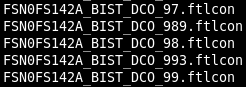 FSN0FS142A_BIST_DCO_97.ftlcon
FSN0FS142A_BIST_DCO_989.ftlcon
FSN0FS142A_BIST_DCO_98.ftlcon
FSN0FS142A_BIST_DCO_993.ftlcon
FSN0FS142A_BIST_DCO_99.ftlcon